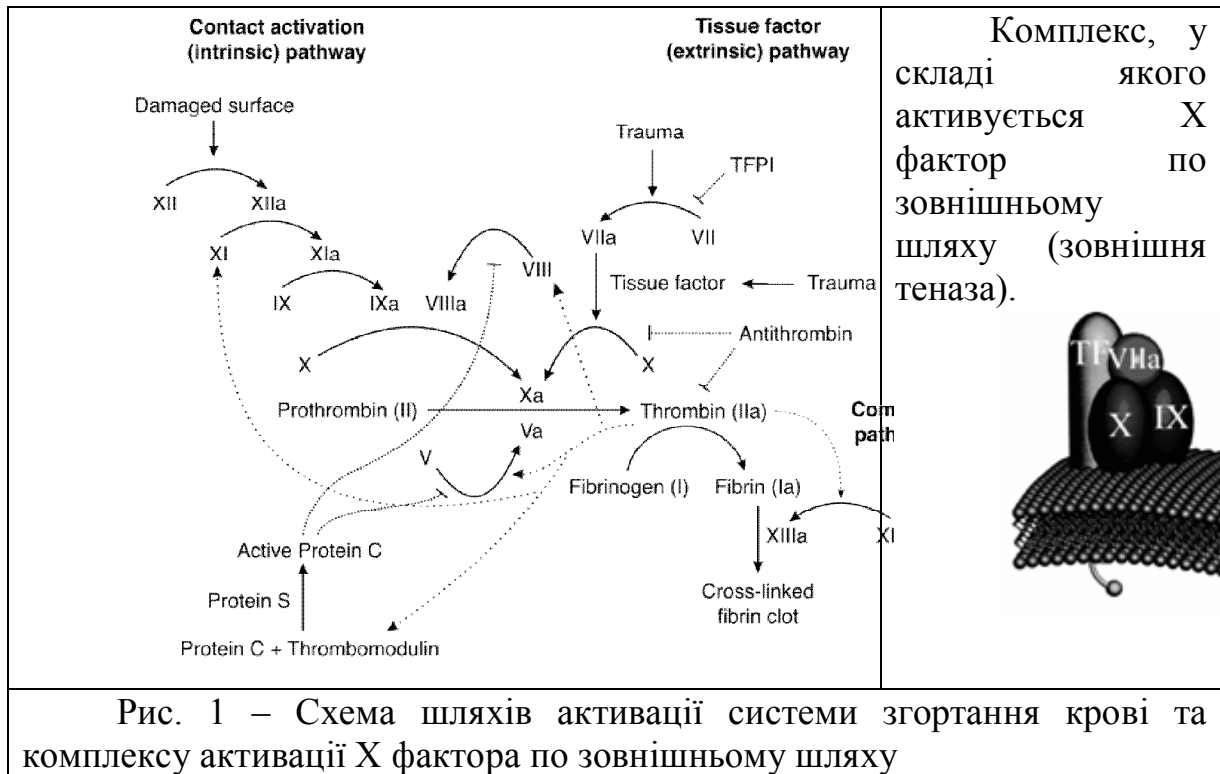 Contact activation
(intrinsic) pathway
Tissue factor
(extrinsic) pathway
Damaged surface
Trauma
TFPI
XII
XIIa
VIIa
VII
XI
XIa
VIII
Tissue factor
Trauma
IX
IXa
VIIIa
Antithrombin
X
X
Xa
Prothrombin (II)
Thrombin (IIa)
Com
path
Va
V
Fibrinogen (I)
Fibrin (Ia)
XIIIa
XI
Active Protein C
Cross-linked
fibrin clot
Protein S
Protein C + Thrombomodulin
Комплекс, у
складі якого
активується X
фактор по
зовнішньому
шляху (зовнішня
теназа).
TF
VIIa
X
IX
Рис. 1 – Схема шляхів активації системи згортання крові та
комплексу активації X фактора по зовнішньому шляху